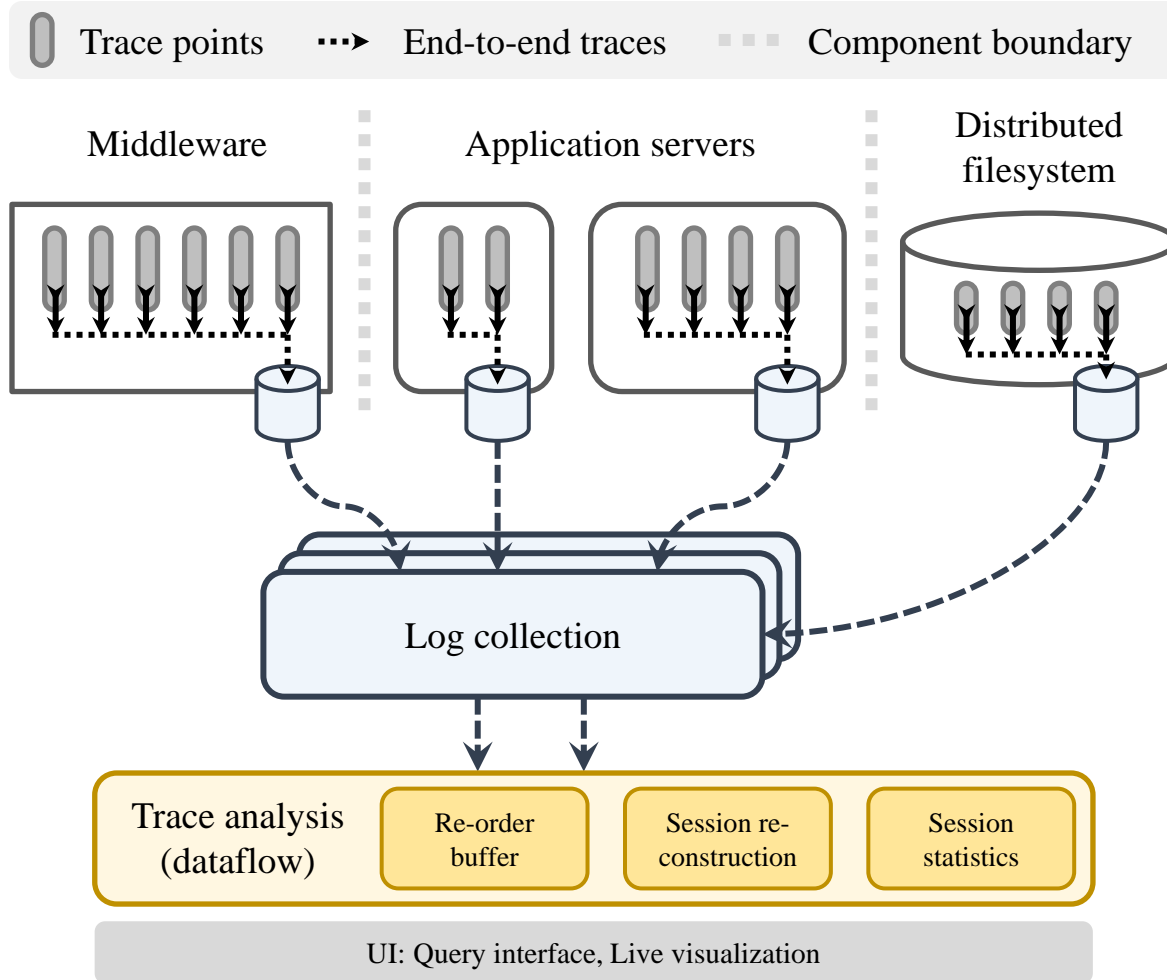 Trace points
End-to-end traces
Component boundary
Middleware
Application servers
Distributed
filesystem
Log collection
Trace analysis
(dataflow)
Re-order
buffer
Session re-
construction
Session
statistics
UI: Query interface, Live visualization